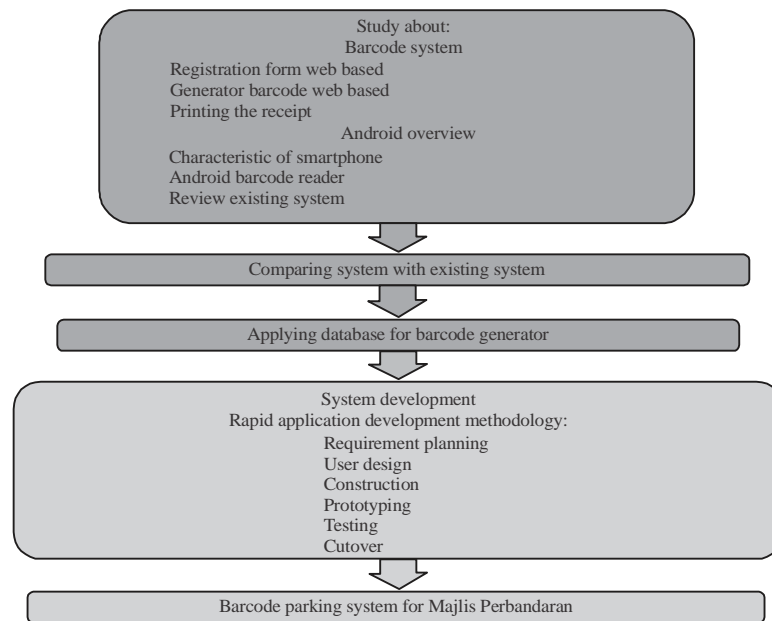 Study about:
Barcode system
Registration form web based
Generator barcode web based
Printing the receipt
Android overview
Characteristic of smartphone
Android barcode reader
Review existing system
Comparing system with existing system
Applying database for barcode generator
System development
Rapid application development methodology:
Requirement planning
User design
Construction
Prototyping
Testing
Cutover
Barcode parking system for Majlis Perbandaran